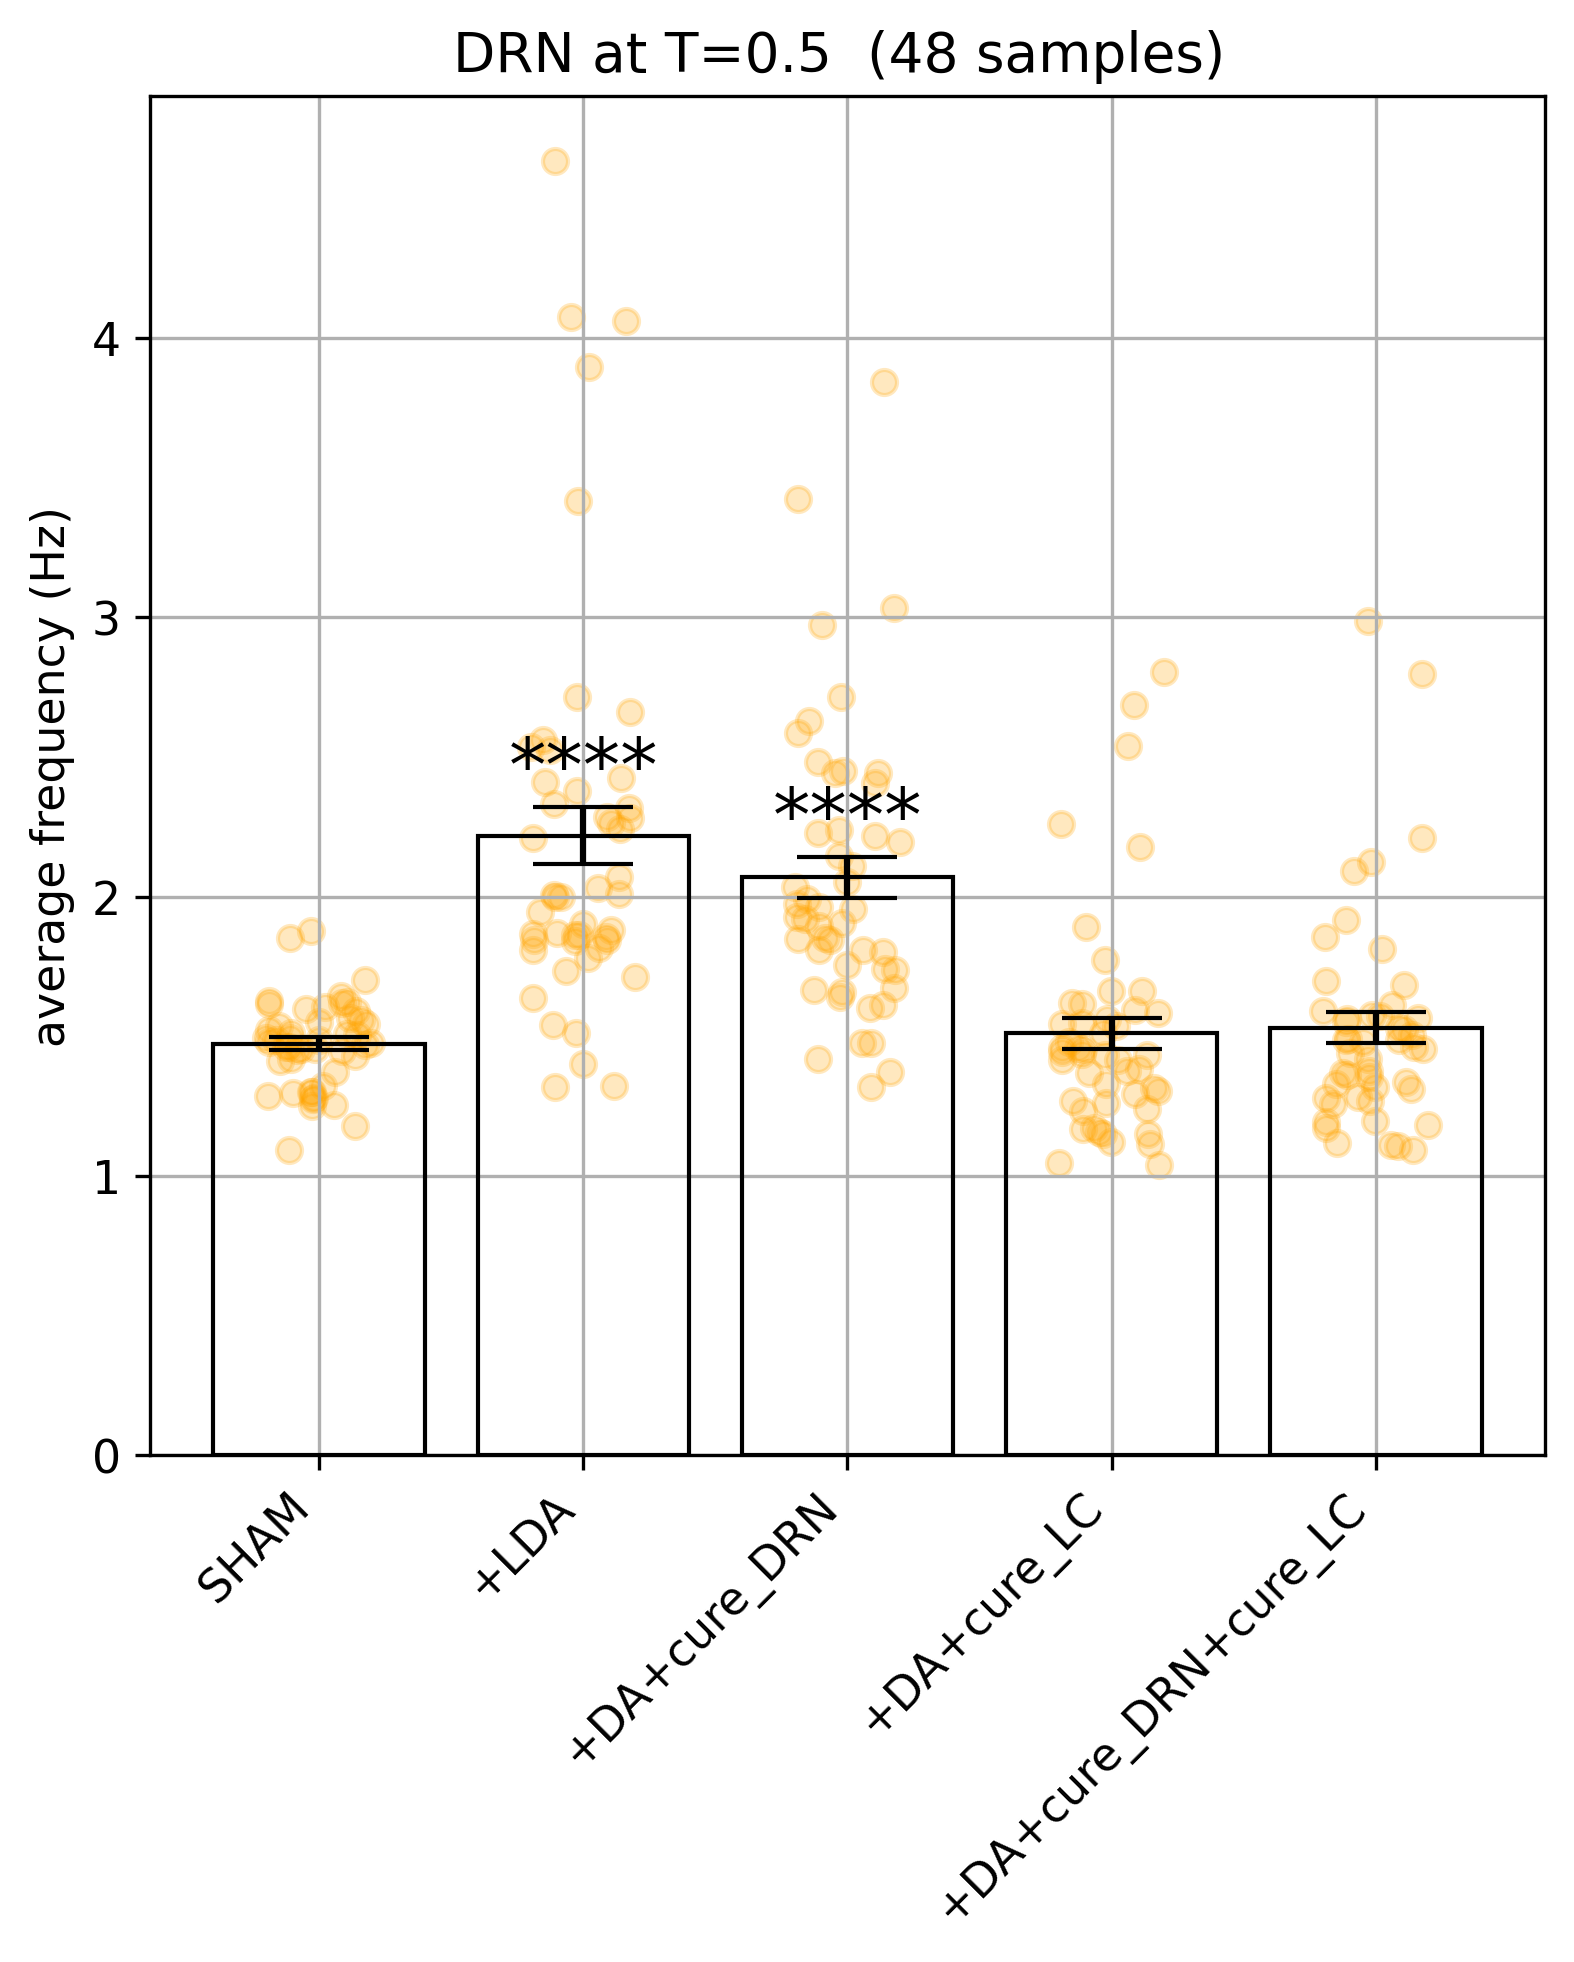 DRN at T=0.5  (48 samples)
average frequency (Hz)
4
3
2
1
0
****
****
SHAM
+LDA
+DA+cure_DRN
+DA+cure_LC
+DA+cure_DRN+cure_LC